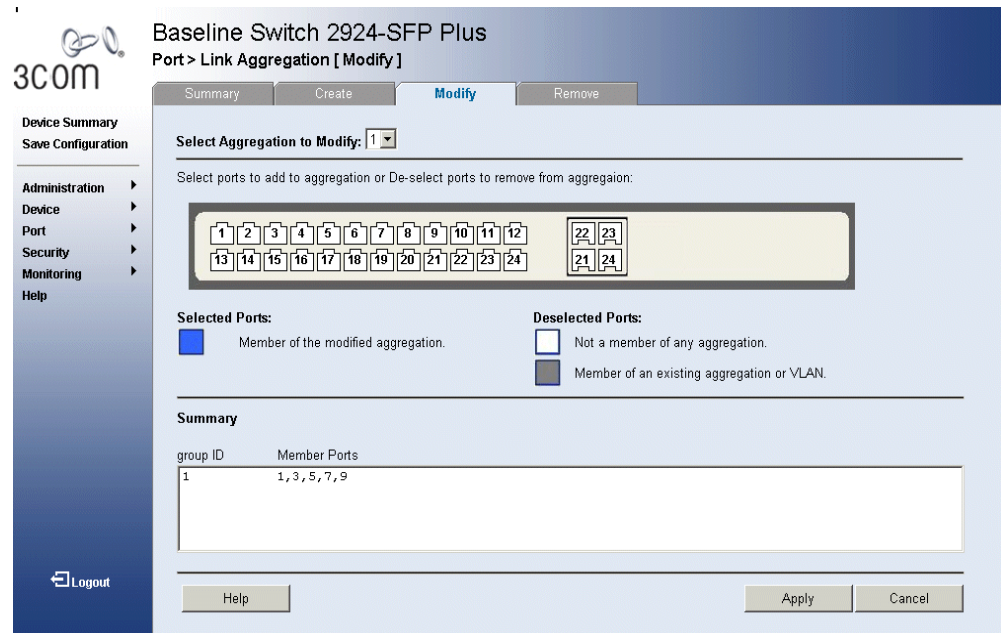 3COM
Baseline Switch 2924-SFP Plus
Port > Link Aggregation [ Modify ]
Summary Create Modify Remove
Device Summary
Save Configuration
Administration
Device
Port
Security
Monitoring
Help
Logout
Select Aggregation to Modify: 1
Select ports to add to aggregation or De-select ports to remove from aggregaion:
1 2 3 4 5 6 7 8 9 10 11 12 22 23
13 14 15 16 17 18 19 20 21 22 23 24 21 24
Selected Ports:
Member of the modified aggregation.
Deselected Ports:
Not a member of any aggregation.
Member of an existing aggregation or VLAN.
Summary
group ID Member Ports
1 1,3,5,7,9
Help Apply Cancel